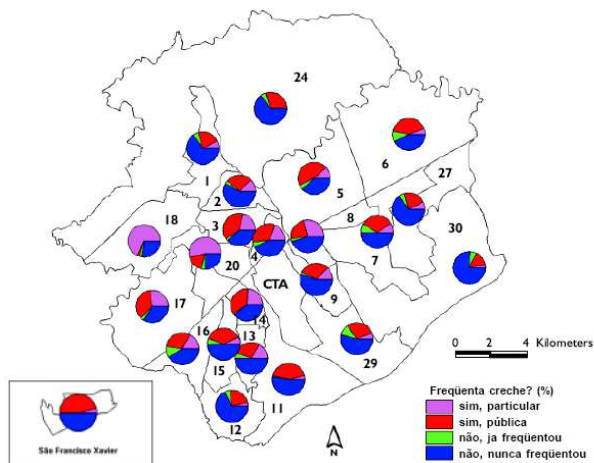 24
6
27
1
5
2
30
18
8
3
7
4
20
CTA
17
9
14
16
13
29
15
0 2 4 Kilometers
11
12
N
São Francisco Xavier
Freqüenta creche? (%)
sim, particular
sim, pública
não, ja freqüentou
não, nunca freqüentou